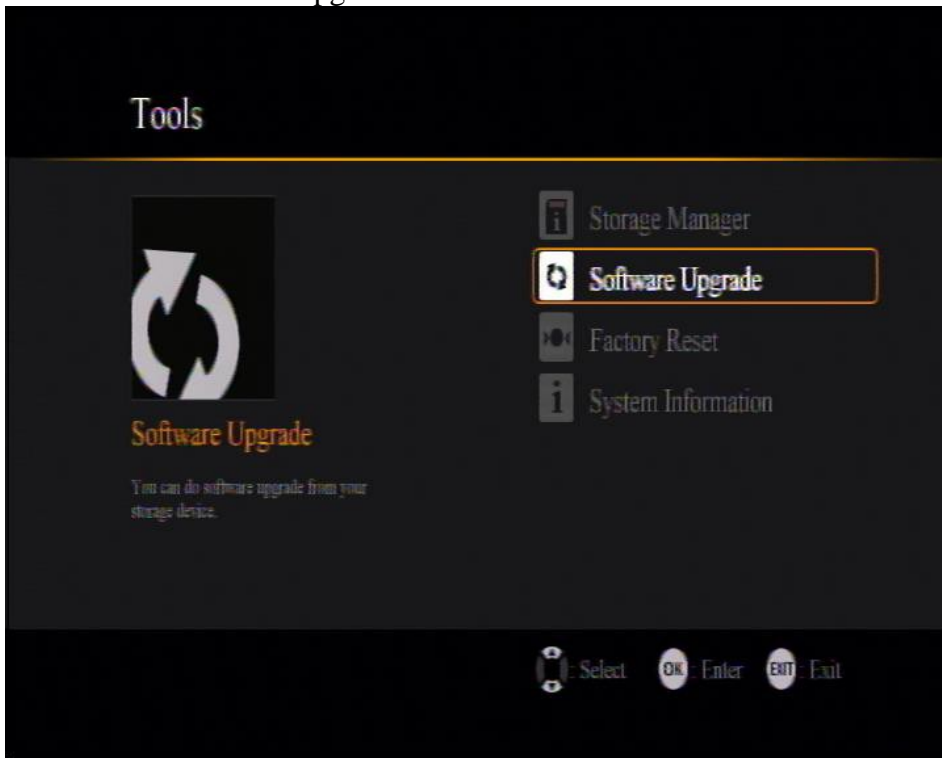 Tools
Storage Manager
Software Upgrade
Factory Reset
System Information
Software Upgrade
You can do software upgrade from your
storage device.
: Select OK : Enter EXIT : Exit